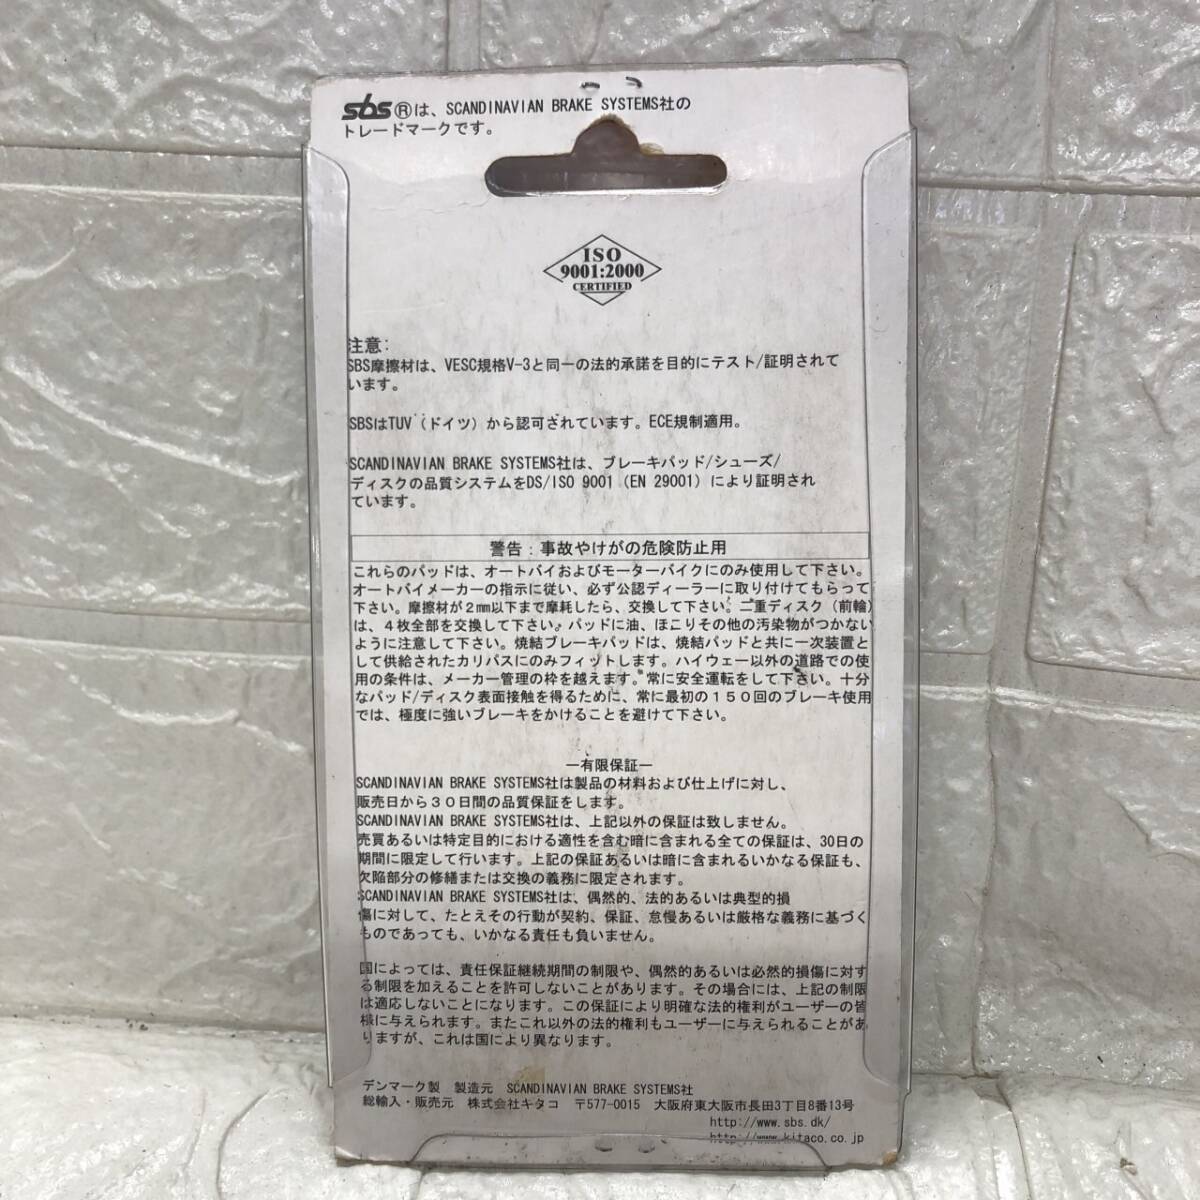 sbs®は、SCANDINAVIAN BRAKE SYSTEMS社の
トレードマークです。
ISO
9001:2000
CERTIFIED
注意:
SBS摩擦材は、VESC規格V-3と同一の法的承諾を目的にテスト/証明されて
います。
SBSはTUV（ドイツ）から認可されています。ECE規制適用。
SCANDINAVIAN BRAKE SYSTEMS社は、ブレーキパッド/シューズ/
ディスクの品質システムをDS/ISO 9001（EN 29001）により証明され
ています。
警告：事故やけがの危険防止用
これらのパッドは、オートバイおよびモーターバイクにのみ使用して下さい。
オートバイメーカーの指示に従い、必ず公認ディーラーに取り付けてもらって
下さい。摩擦材が２mm以下まで摩耗したら、交換して下さい。二重ディスク（前輪）
は、４枚全部を交換して下さい。パッドに油、ほこりその他の汚染物がつかない
ように注意して下さい。焼結ブレーキパッドは、焼結パッドと共に一次装置と
して供給されたカリパスにのみフィットします。ハイウェー以外の道路での使
用の条件は、メーカー管理の枠を越えます。常に安全運転をして下さい。十分
なパッド/ディスク表面接触を得るために、常に最初の１５０回のブレーキ使用
では、極度に強いブレーキをかけることを避けて下さい。
―有限保証―
SCANDINAVIAN BRAKE SYSTEMS社は製品の材料および仕上げに対し、
販売日から３０日間の品質保証をします。
SCANDINAVIAN BRAKE SYSTEMS社は、上記以外の保証は致しません。
売買あるいは特定目的における適性を含む暗に含まれる全ての保証は、30日の
期間に限定して行います。上記の保証あるいは暗に含まれるいかなる保証も、
欠陥部分の修繕または交換の義務に限定されます。
SCANDINAVIAN BRAKE SYSTEMS社は、偶然的、法的あるいは典型的損
傷に対して、たとえその行動が契約、保証、怠慢あるいは厳格な義務に基づく
ものであっても、いかなる責任も負いません。
国によっては、責任保証継続期間の制限や、偶然的あるいは必然的損傷に対す
る制限を加えることを許可しないことがあります。その場合には、上記の制限
は適応しないことになります。この保証により明確な法的権利がユーザーの皆
様に与えられます。またこれ以外の法的権利もユーザーに与えられることがあ
りますが、これは国により異なります。
デンマーク製　製造元　SCANDINAVIAN BRAKE SYSTEMS社
総輸入・販売元　株式会社キタコ　〒577-0015　大阪府東大阪市長田3丁目8番13号
http://www.sbs.dk/
http://www.kitaco.co.jp